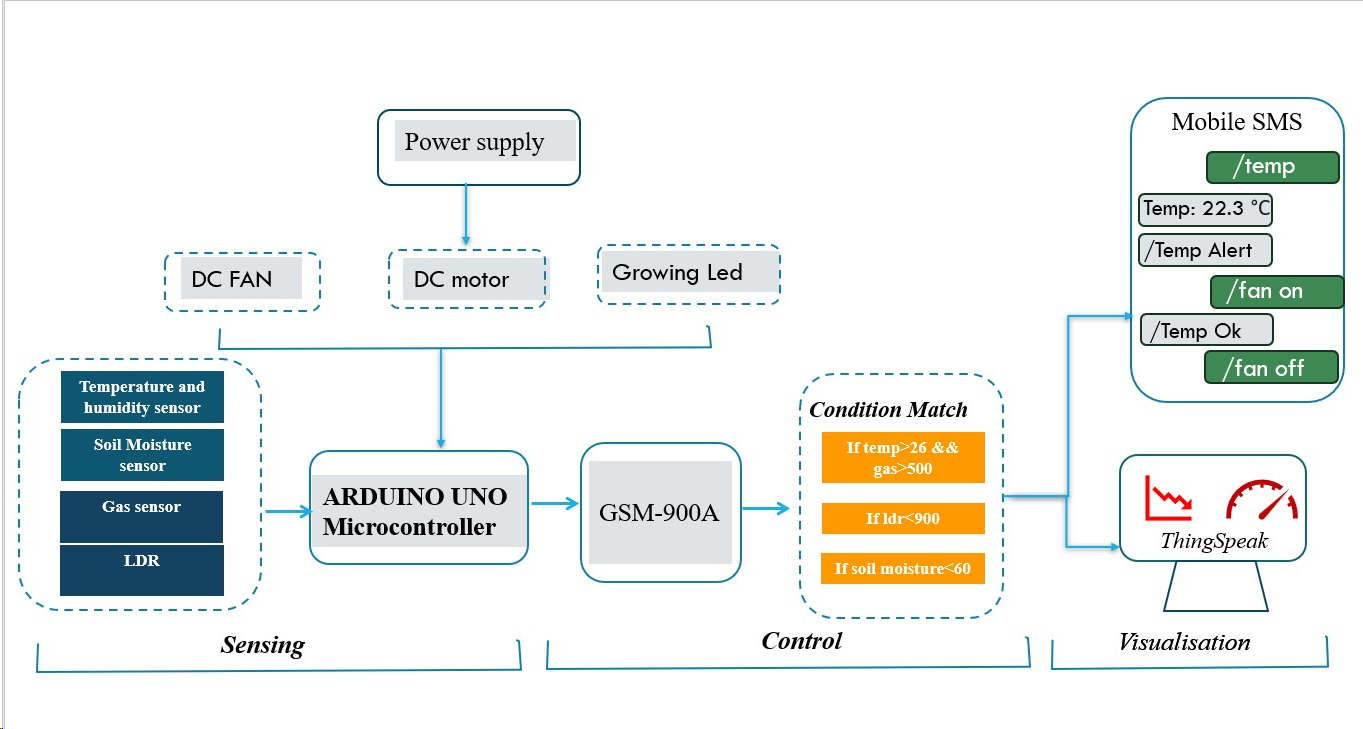 Power supply
DC FAN
DC motor
Growing Led
Temperature and
humidity sensor
Soil Moisture
sensor
Gas sensor
LDR
ARDUINO UNO
Microcontroller
GSM-900A
Condition Match
If temp>26 &&
gas>500
If ldr<900
If soil moisture<60
Mobile SMS
/temp
Temp: 22.3 °C
/Temp Alert
/fan on
/Temp Ok
/fan off
ThingSpeak
Sensing
Control
Visualisation